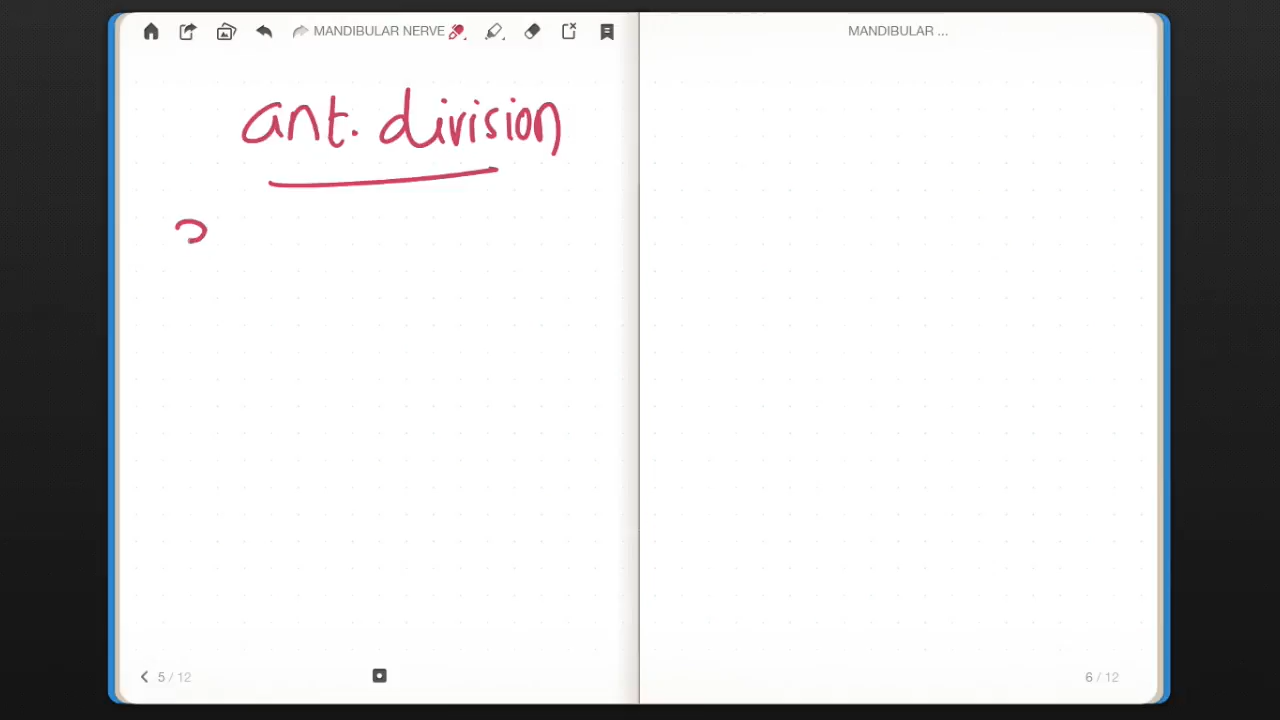 MANDIBULAR NERVE
MANDIBULAR ...
ant. division
5 / 12
6 / 12